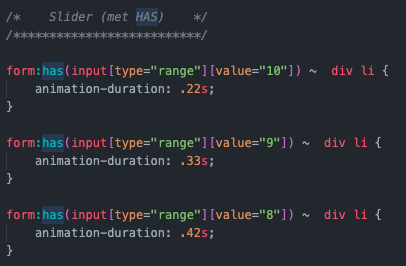 /*    Slider (met HAS)    */
/**************************/
form:has(input[type="range"][value="10"]) ~  div li {
    animation-duration: .22s;
}
form:has(input[type="range"][value="9"]) ~  div li {
    animation-duration: .33s;
}
form:has(input[type="range"][value="8"]) ~  div li {
    animation-duration: .42s;
}